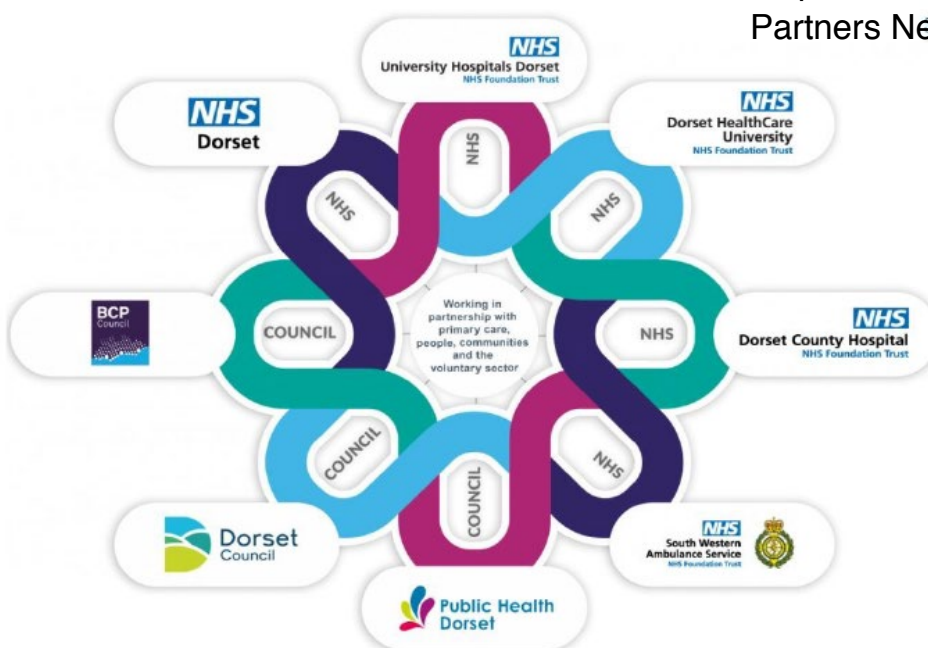 Partners
NHS
University Hospitals Dorset
NHS Foundation Trust
NHS
Dorset
NHS
Dorset HealthCare
University
NHS Foundation Trust
NHS
NHS
NHS
BCP
Council
COUNCIL
Working in
partnership with
primary care,
people, communities
and the
voluntary sector
NHS
NHS
Dorset County Hospital
NHS Foundation Trust
COUNCIL
COUNCIL
NHS
Dorset
Council
NHS
South Western
Ambulance Service
NHS Foundation Trust
Public Health
Dorset